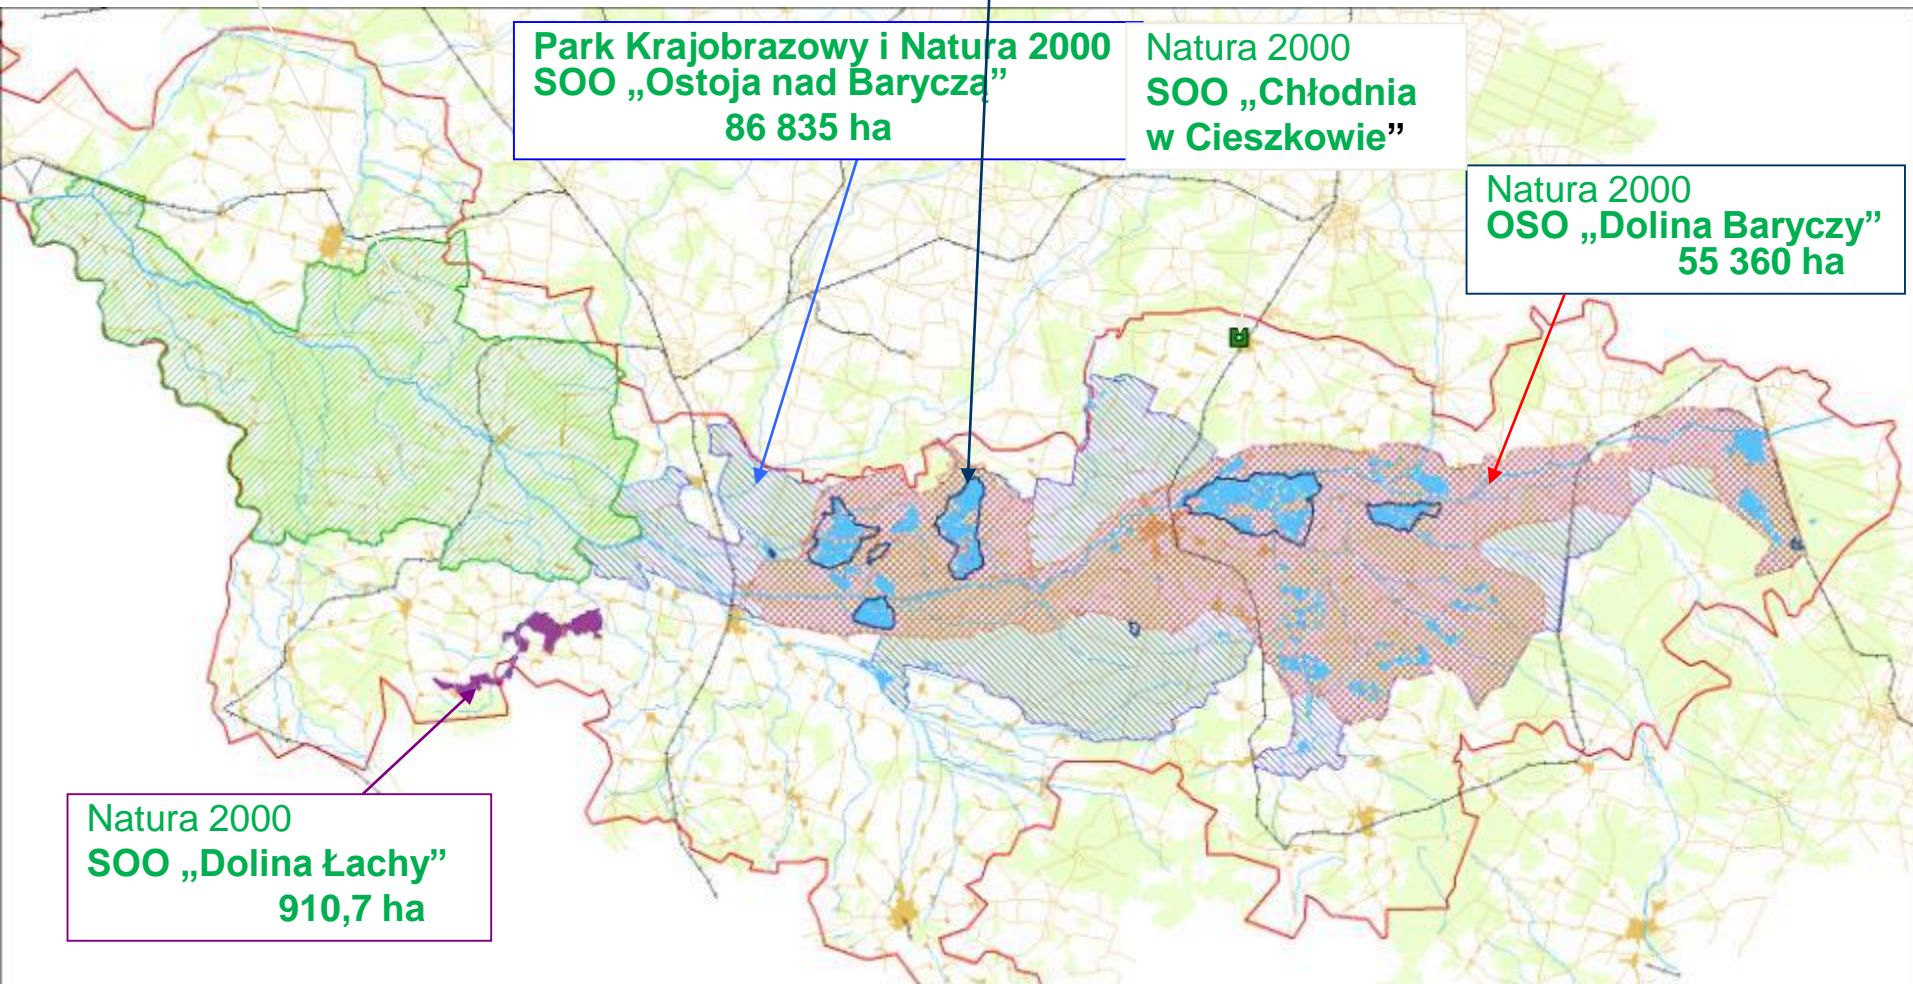 Park Krajobrazowy i Natura 2000
SOO „Ostoja nad Baryczą”
86 835 ha
Natura 2000
SOO „Chłodnia
w Cieszkowie”
Natura 2000
OSO „Dolina Baryczy”
55 360 ha
Natura 2000
SOO „Dolina Łachy”
910,7 ha